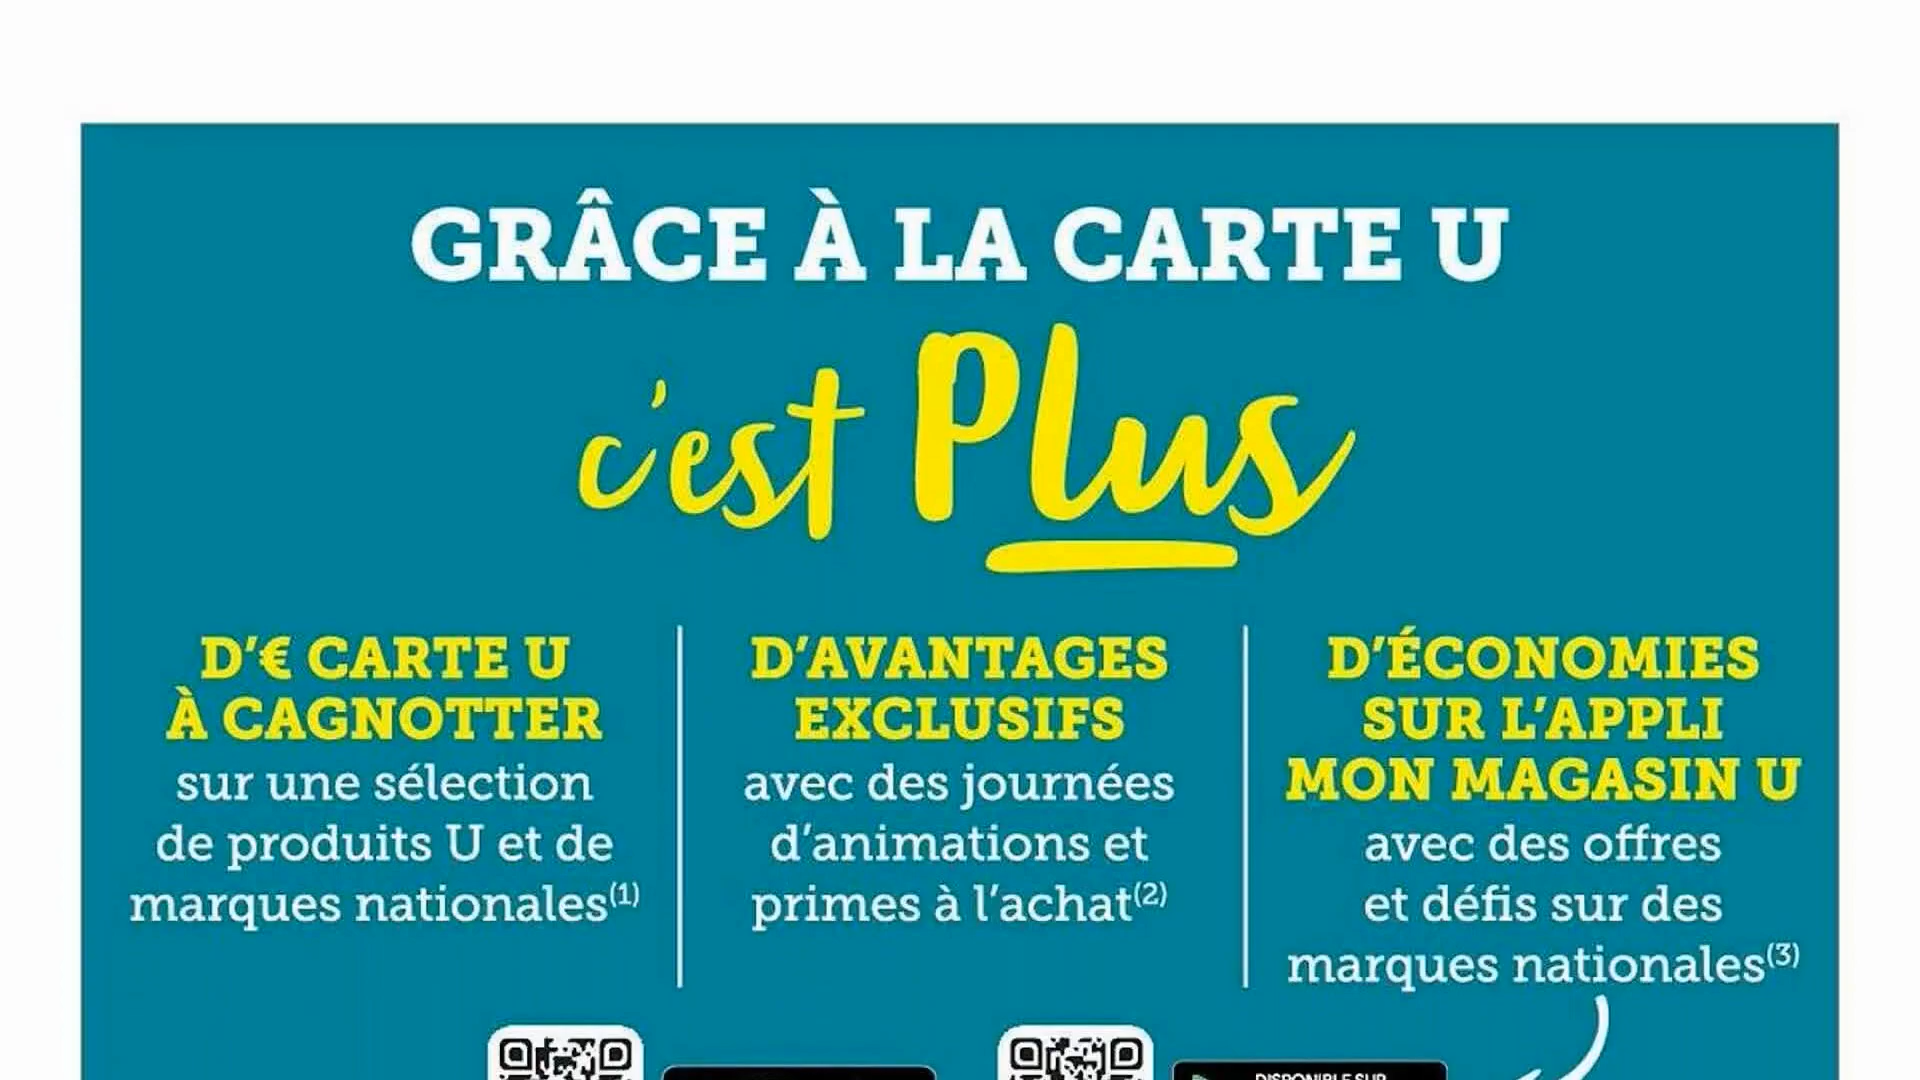 GRÂCE À LA CARTE U
c'est Plus
D'€ CARTE U
À CAGNOTTER
sur une sélection
de produits U et de
marques nationales(1)
D'AVANTAGES
EXCLUSIFS
avec des journées
d'animations et
primes à l'achat(2)
D'ÉCONOMIES
SUR L'APPLI
MON MAGASIN U
avec des offres
et défis sur des
marques nationales(3)
DISPONIBLE SUR